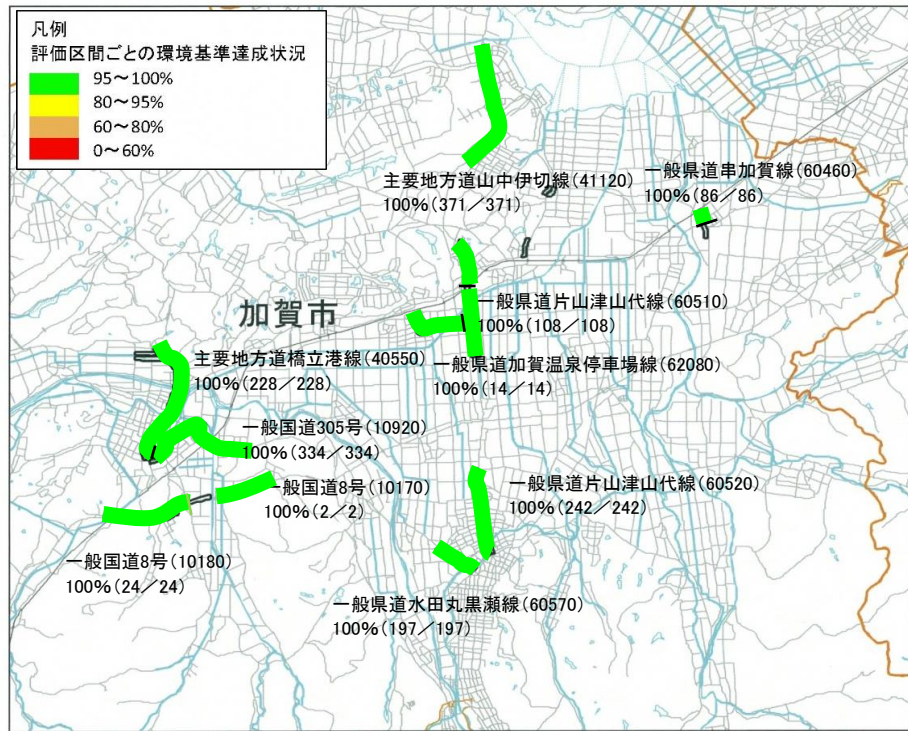 凡例
評価区間ごとの環境基準達成状況
95～100%
80～95%
60～80%
0～60%
主要地方道山中伊切線(41120)
100%(371／371)
一般県道串加賀線(60460)
100%(86／86)
加賀市
一般県道片山津山代線(60510)
100%(108／108)
主要地方道橋立港線(40550)
100%(228／228)
一般県道加賀温泉停車場線(62080)
100%(14／14)
一般国道305号(10920)
100%(334／334)
一般国道8号(10170)
100%(2／2)
一般県道片山津山代線(60520)
100%(242／242)
一般国道8号(10180)
100%(24／24)
一般県道水田丸黒瀬線(60570)
100%(197／197)